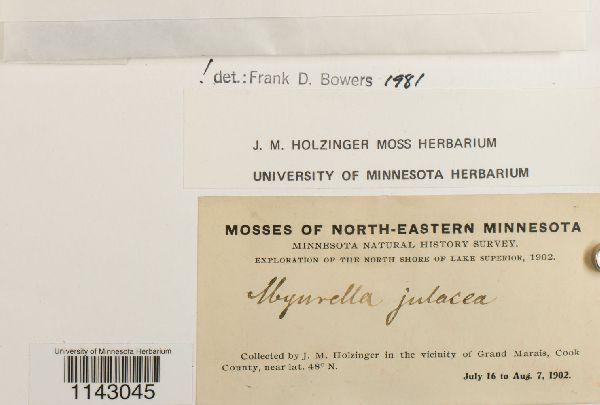 ! det.: Frank D. Bowers 1981
J. M. HOLZINGER MOSS HERBARIUM
UNIVERSITY OF MINNESOTA HERBARIUM
MOSSES OF NORTH-EASTERN MINNESOTA
MINNESOTA NATURAL HISTORY SURVEY.
EXPLORATION OF THE NORTH SHORE OF LAKE SUPERIOR, 1902.
Myurella julacea
Collected by J. M. Holzinger in the vicinity of Grand Marais, Cook
County, near lat. 48° N.
July 16 to Aug. 7, 1902.
University of Minnesota Herbarium
1143045